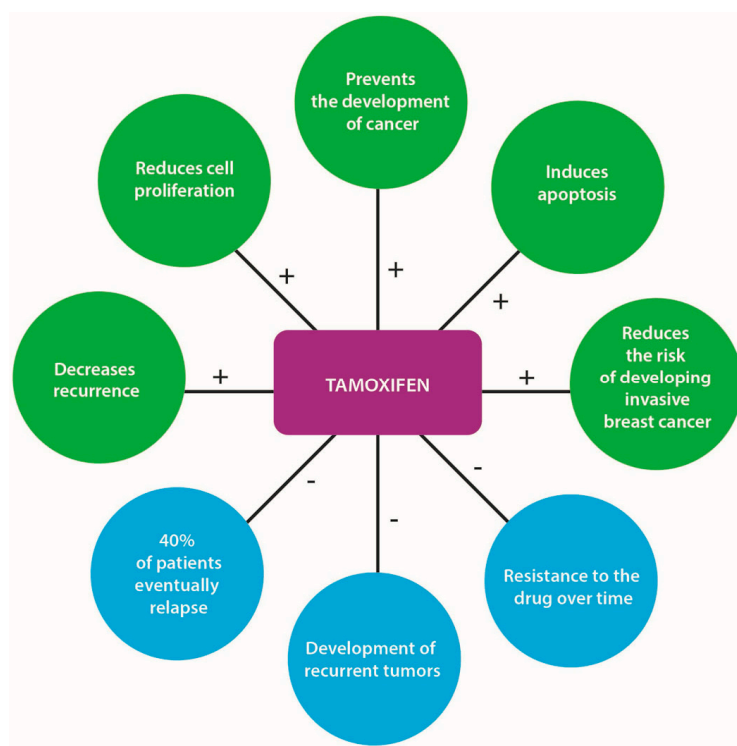 Prevents
the development
of cancer
Reduces cell
proliferation
Induces
apoptosis
+
+
+
Decreases
recurrence
+
TAMOXIFEN
+
Reduces
the risk
of developing
invasive
breast cancer
-
-
-
40%
of patients
eventually
relapse
Development of
recurrent tumors
Resistance to the
drug over time